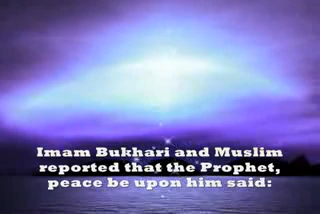 Imam Bukhari and Muslim
reported that the Prophet,
peace be upon him said: